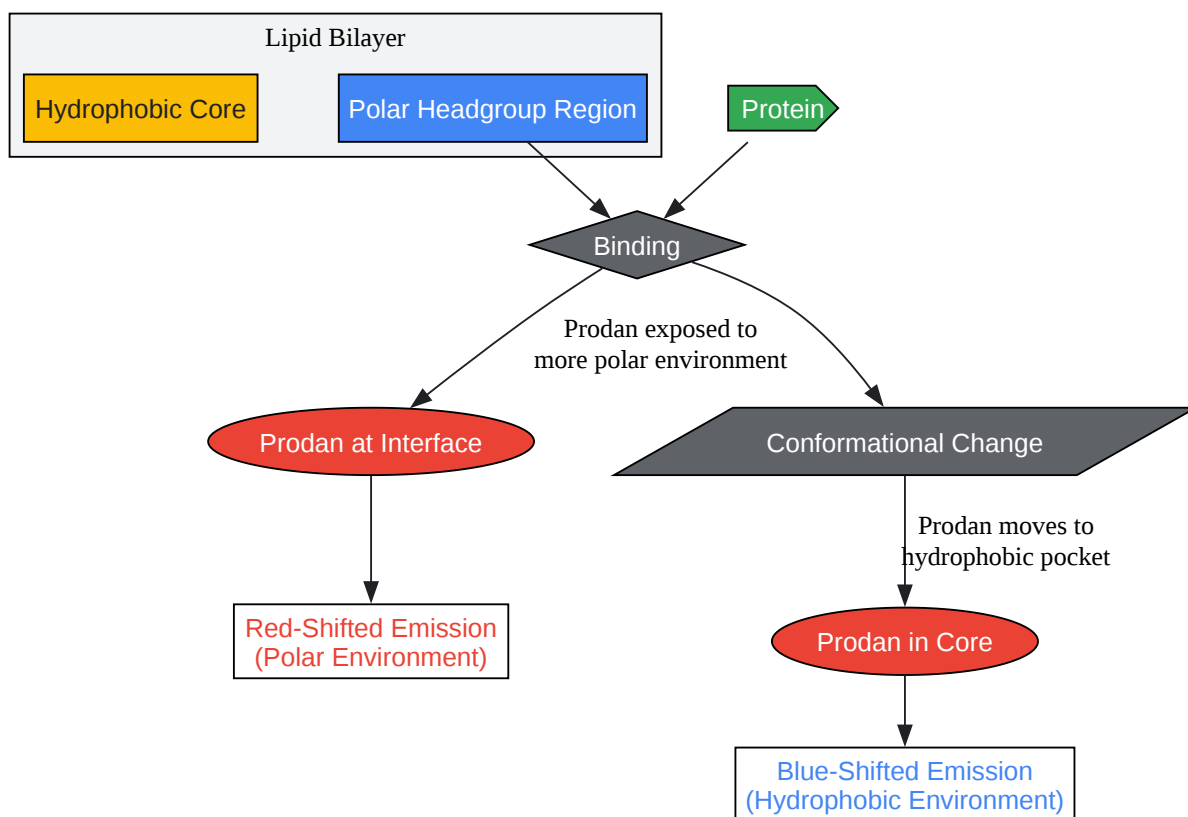 Lipid Bilayer
Hydrophobic Core
Polar Headgroup Region
Protein
Binding
Prodan exposed to
more polar environment
Prodan at Interface
Conformational Change
Prodan moves to
hydrophobic pocket
Red-Shifted Emission
(Polar Environment)
Prodan in Core
Blue-Shifted Emission
(Hydrophobic Environment)